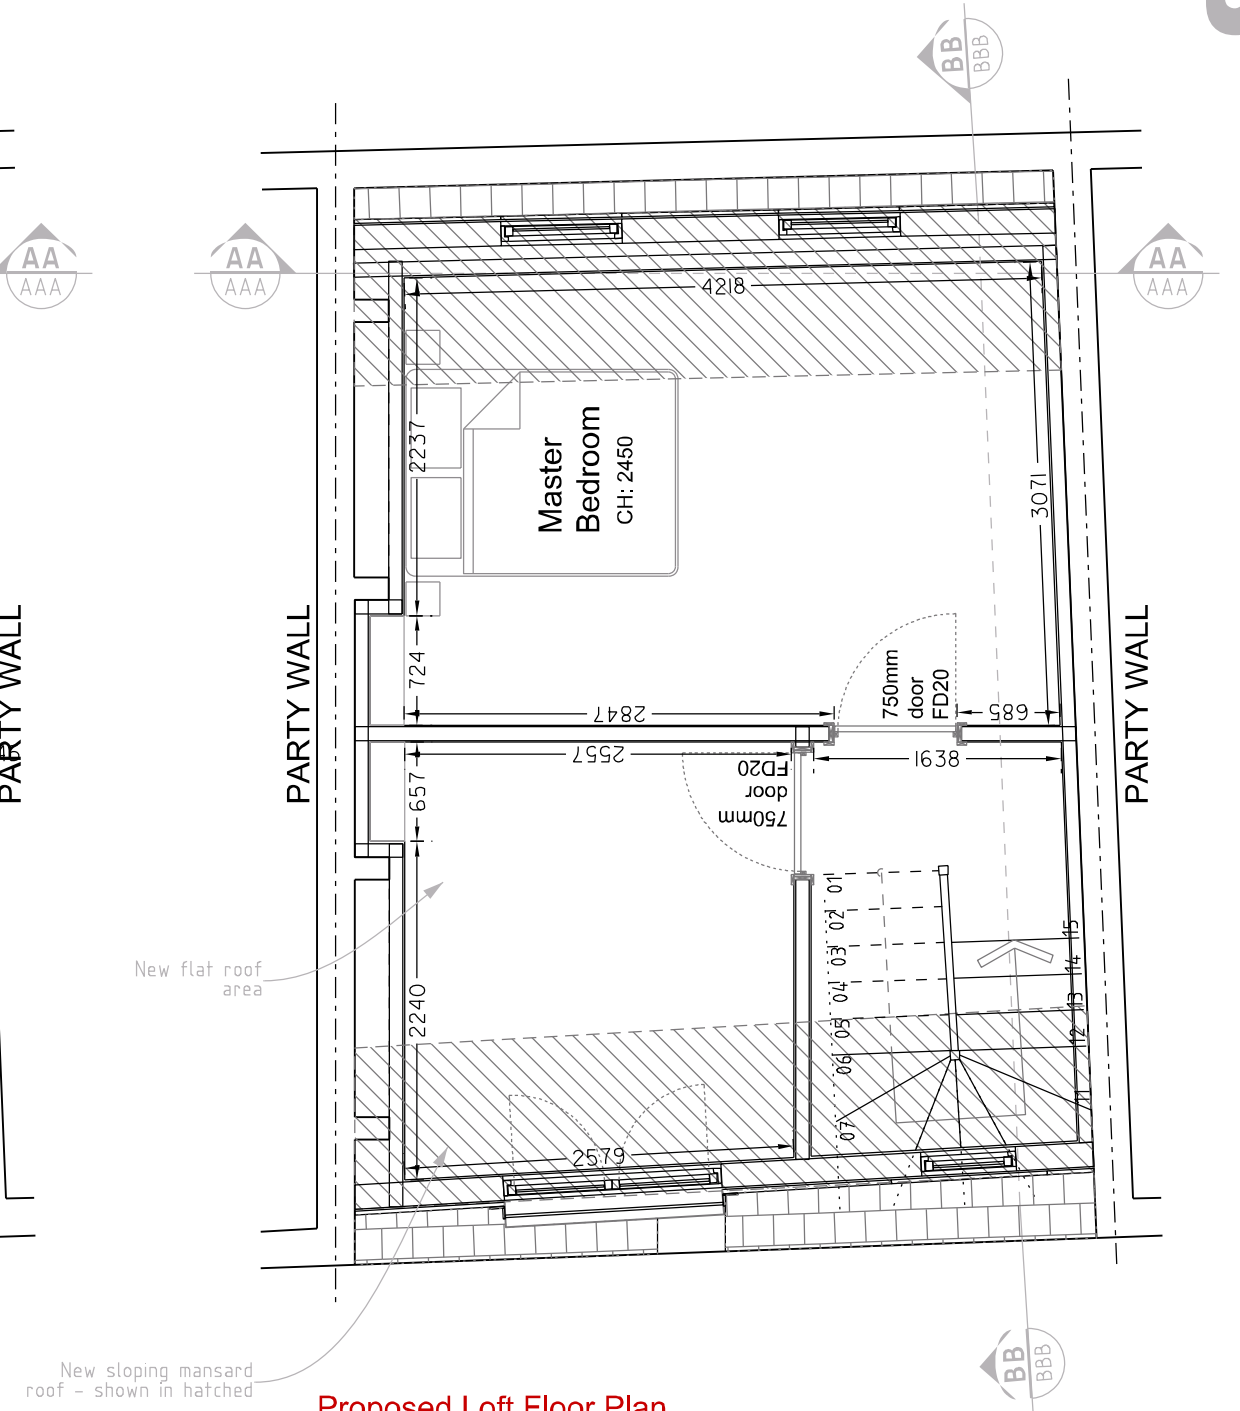 BB
BBB
AA
AAA
AA
AAA
AA
AAA
4218
2237
Master
Bedroom
CH: 2450
3071
PARTY WALL
PARTY WALL
PARTY WALL
724
750mm
door
FD20
2847
685
2557
1638
657
FD20
door
750mm
01
02
03
04
05
06
07
15
14
13
12
11
New flat roof
area
2240
2579
BB
BBB
New sloping mansard
roof - shown in hatched
Proposed Loft Floor Plan